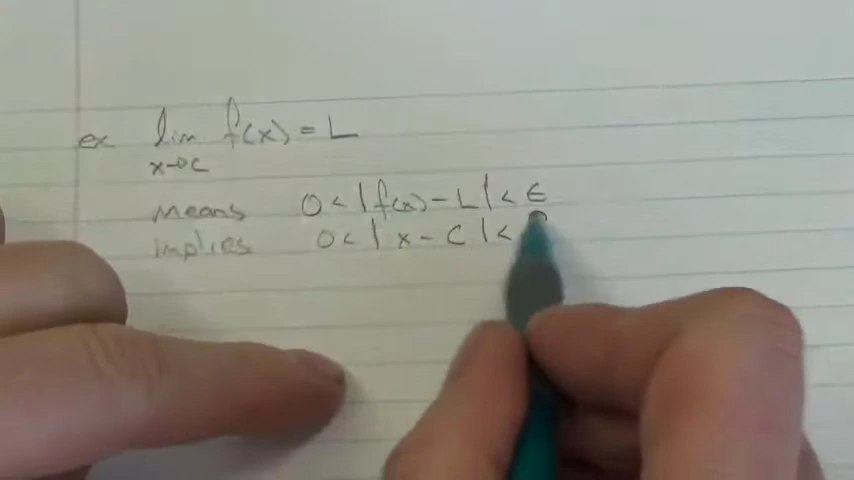 ex lim f(x) = L
x→c
means 0 < |f(x) - L| < ε
implies 0 < | x - c | <